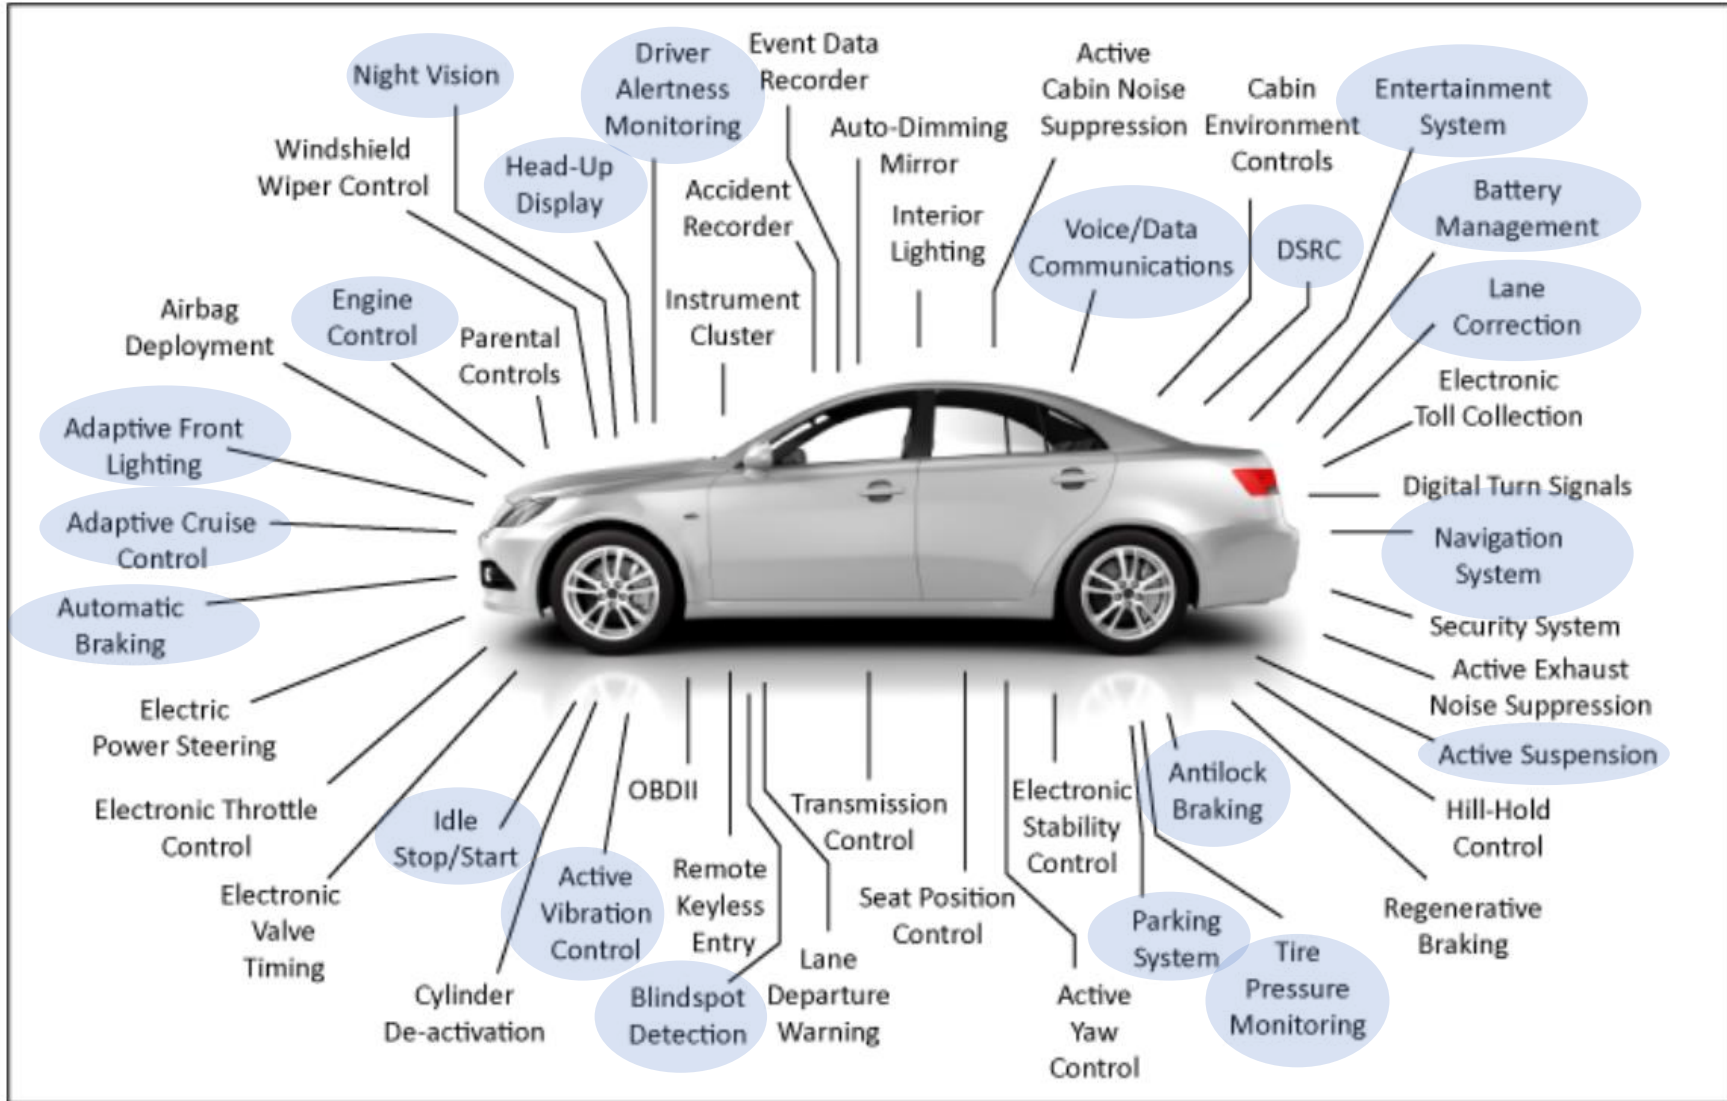 Night Vision
Driver
Alertness
Monitoring
Event Data
Recorder
Active
Cabin Noise
Suppression
Cabin
Environment
Controls
Entertainment
System
Windshield
Wiper Control
Head-Up
Display
Accident
Recorder
Auto-Dimming
Mirror
Interior
Lighting
Voice/Data
Communications
DSRC
Battery
Management
Airbag
Deployment
Engine
Control
Parental
Controls
Instrument
Cluster
Lane
Correction
Electronic
Toll Collection
Adaptive Front
Lighting
Digital Turn Signals
Adaptive Cruise
Control
Navigation
System
Automatic
Braking
Security System
Electric
Power Steering
Active Exhaust
Noise Suppression
Active Suspension
Electronic Throttle
Control
Idle
Stop/Start
OBDII
Transmission
Control
Electronic
Stability
Control
Antilock
Braking
Hill-Hold
Control
Electronic
Valve
Timing
Active
Vibration
Control
Remote
Keyless
Entry
Seat Position
Control
Parking
System
Regenerative
Braking
Cylinder
De-activation
Blindspot
Detection
Lane
Departure
Warning
Active
Yaw
Control
Tire
Pressure
Monitoring